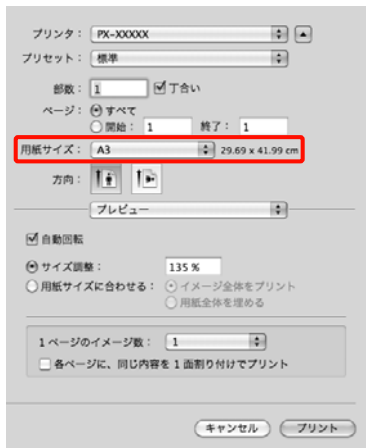 プリンタ： PX-XXXXX
プリセット： 標準
部数： 1 丁合い
ページ： すべて
開始： 1 終了： 1
用紙サイズ： A3 29.69 x 41.99 cm
方向：
プレビュー
自動回転
サイズ調整： 135 %
用紙サイズに合わせる： イメージ全体をプリント
用紙全体を埋める
1 ページのイメージ数： 1
各ページに、同じ内容を 1 面割り付けでプリント
キャンセル プリント